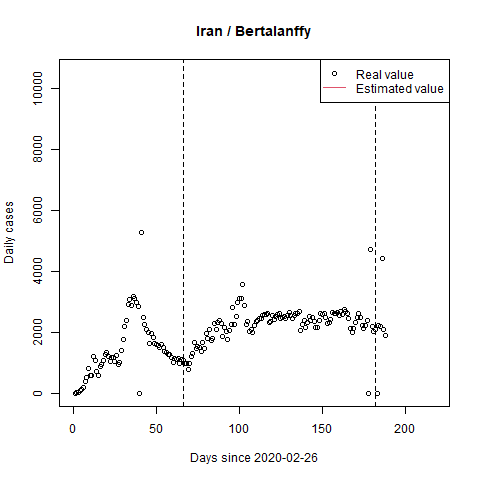 Iran / Bertalanffy
Real value
Estimated value
Daily cases
0
2000
4000
6000
8000
10000
0
50
100
150
200
Days since 2020-02-26